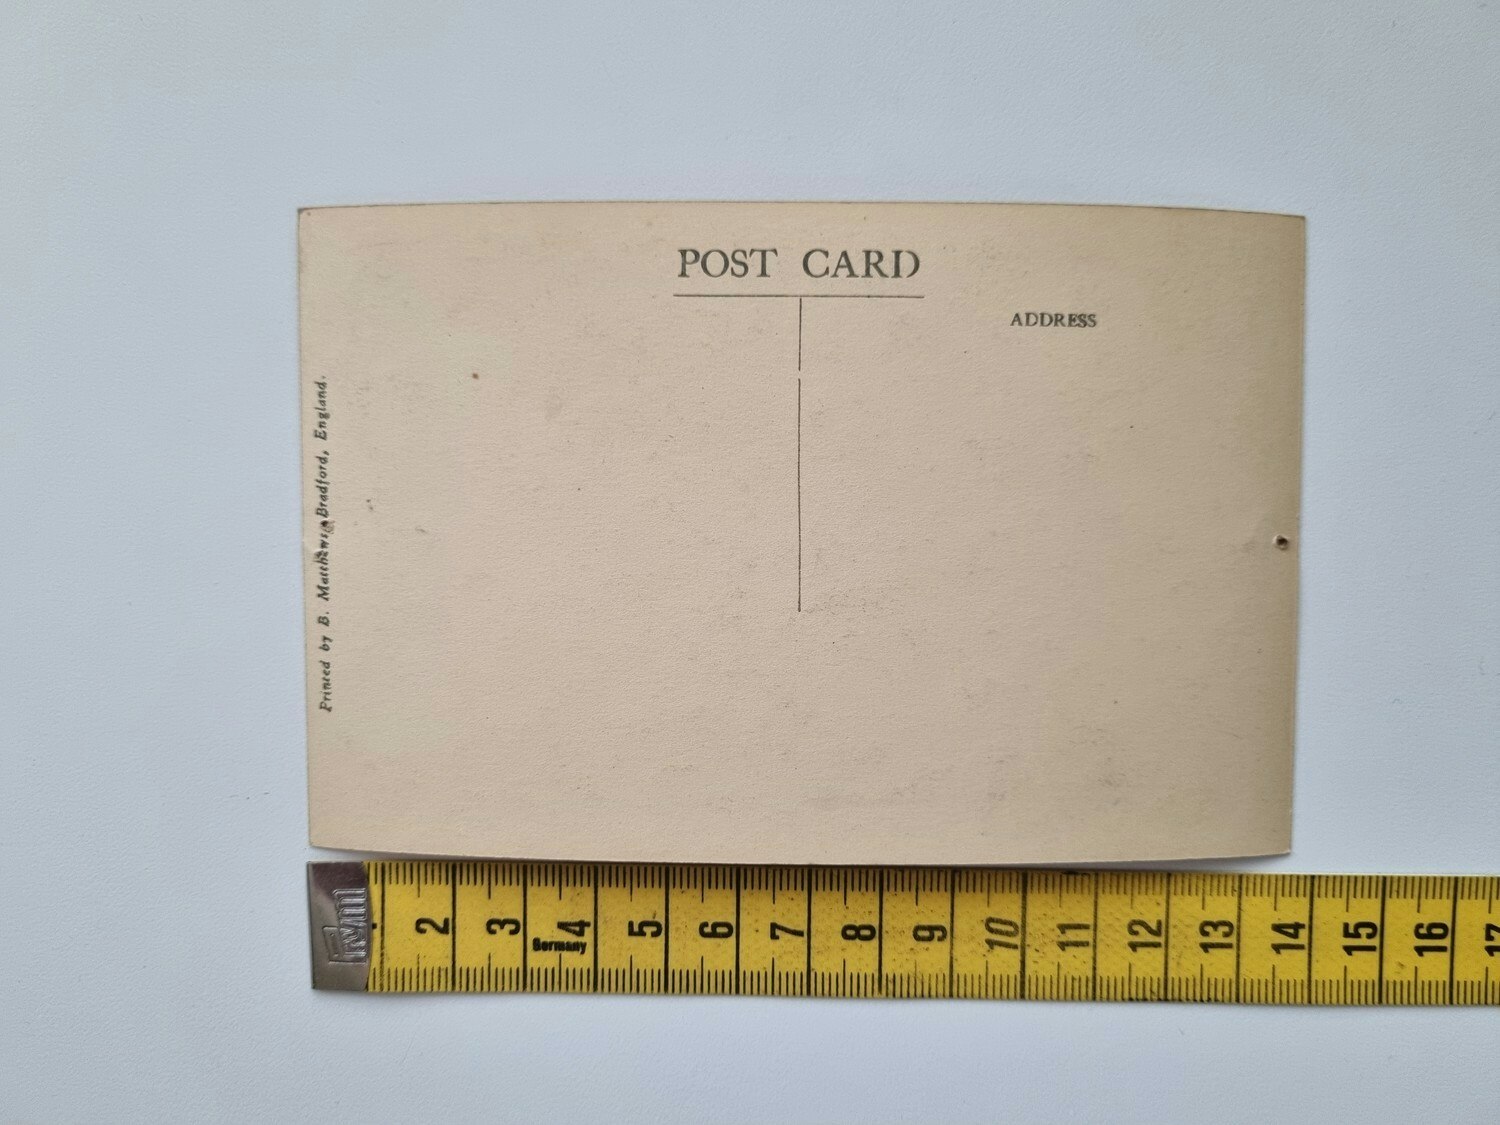 POST CARD
ADDRESS
Printed by B. Matthews, Bradford, England.
2 3 4 5 6 7 8 9 10 11 12 13 14 15 16 17
Germany